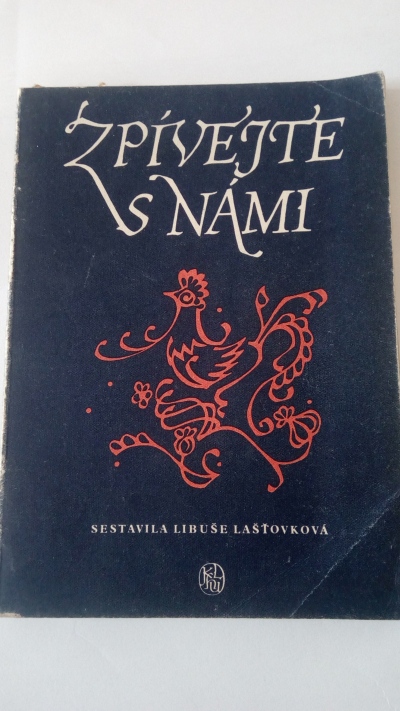 ZPÍVEJTE
S NÁMI
SESTAVILA LIBUŠE LAŠŤOVKOVÁ